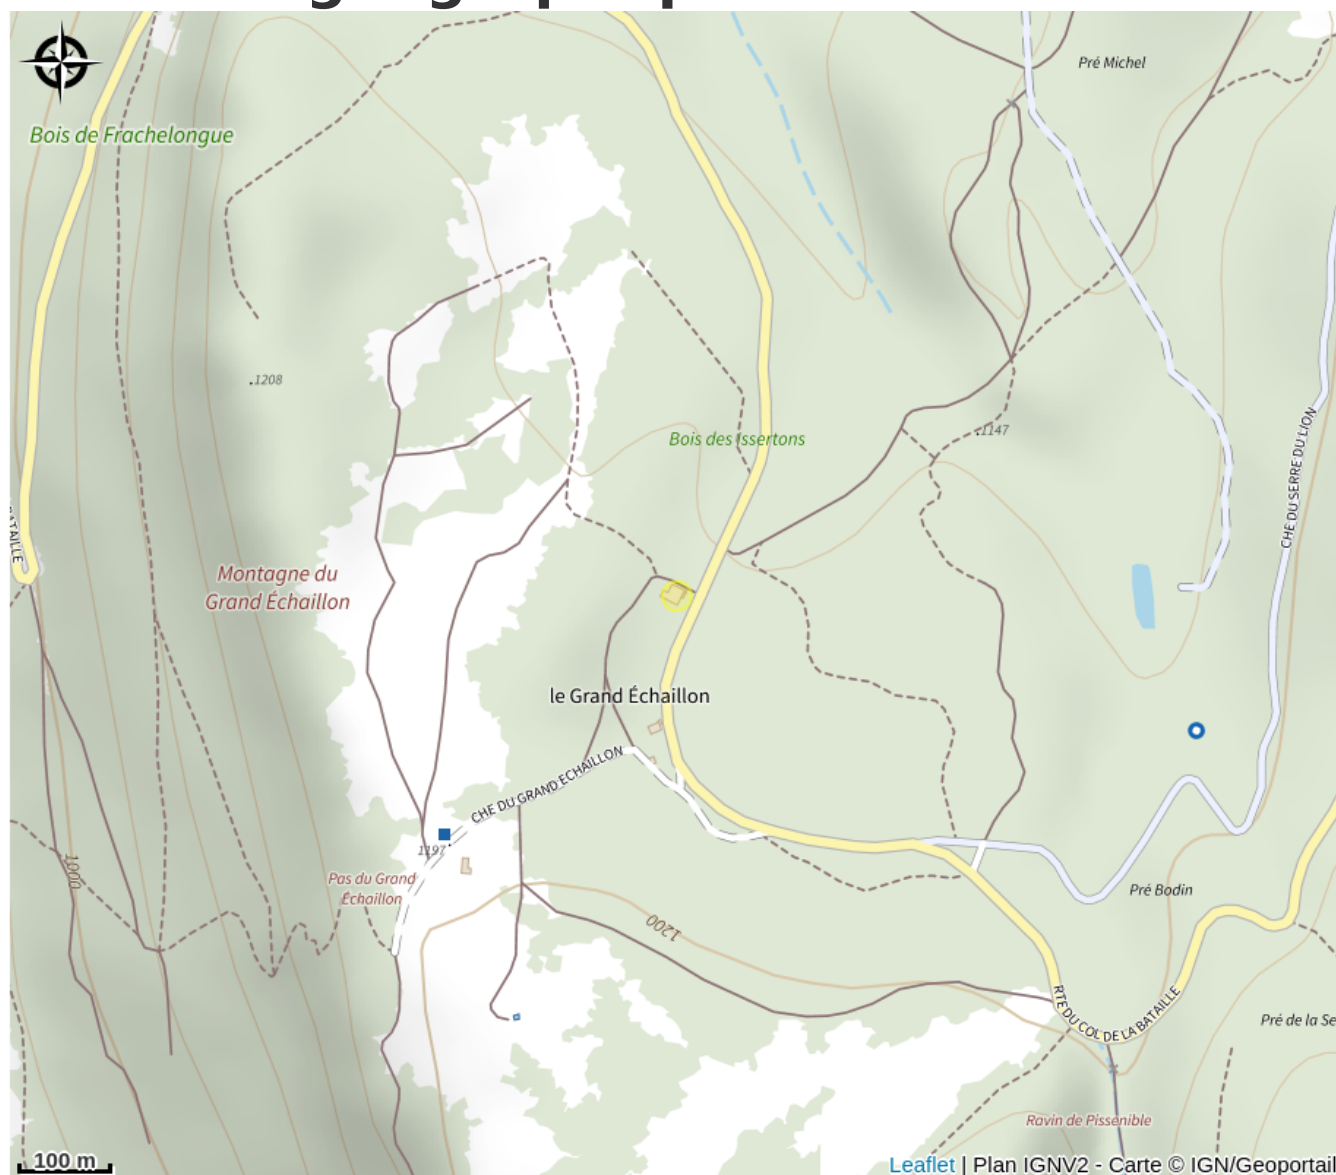 Pré Michel
Bois de Frachelongue
.1208
Bois des Issertons
.1147
CHE DU SERRE DU LION
BATAILLE
Montagne du
Grand Échaillon
le Grand Échaillon
CHE DU GRAND ECHAILLON
1197
Pas du Grand
Échaillon
1000
Pré Bodin
1200
RTE DU COL DE LA BATAILLE
Pré de la Se
Ravin de Pissenible
100 m
Leaflet | Plan IGNV2 - Carte © IGN/Geoportail